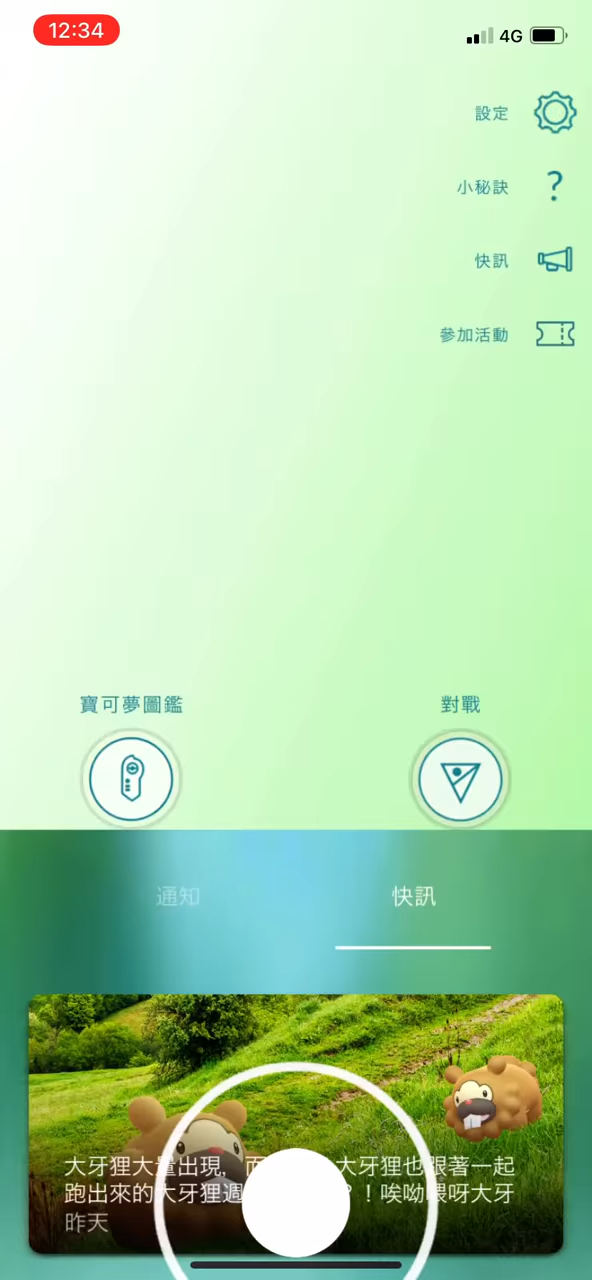 12:34
4G
設定
小秘訣
快訊
參加活動
寶可夢圖鑑
對戰
通知
快訊
大牙狸大量出現，而 大牙狸也跟著一起
跑出來的大牙狸週 ？！唉呦喂呀大牙
昨天